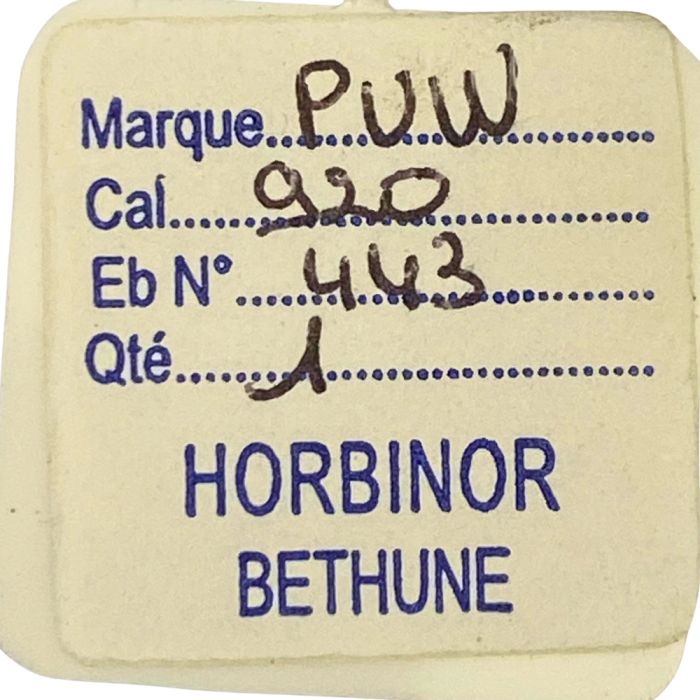 Marque..PUW
Cal....920
Eb N°...443
Qté....1
HORBINOR
BETHUNE